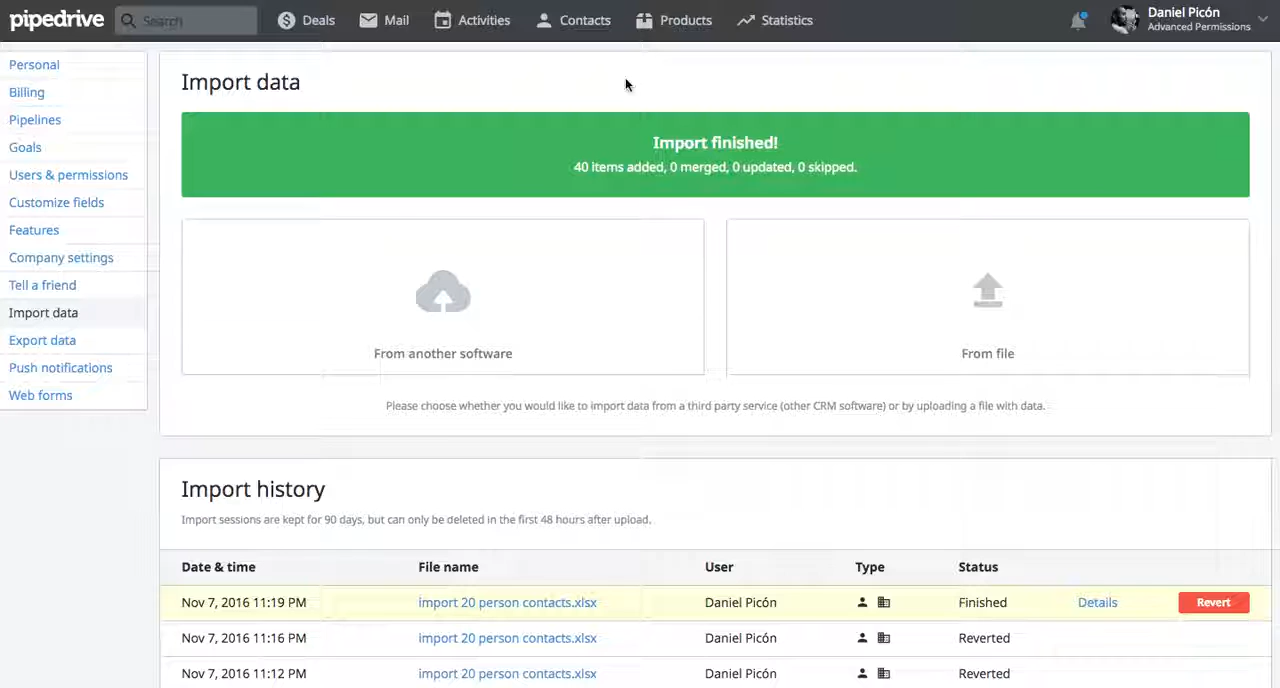 pipedrive Search Deals Mail Activities Contacts Products Statistics Daniel Picón
Advanced Permissions
Personal
Billing
Pipelines
Goals
Users & permissions
Customize fields
Features
Company settings
Tell a friend
Import data
Export data
Push notifications
Web forms
Import data
Import finished!
40 items added, 0 merged, 0 updated, 0 skipped.
From another software
From file
Please choose whether you would like to import data from a third party service (other CRM software) or by uploading a file with data.
Import history
Import sessions are kept for 90 days, but can only be deleted in the first 48 hours after upload.
Date & time File name User Type Status
Nov 7, 2016 11:19 PM import 20 person contacts.xlsx Daniel Picón Finished Details Revert
Nov 7, 2016 11:16 PM import 20 person contacts.xlsx Daniel Picón Reverted
Nov 7, 2016 11:12 PM import 20 person contacts.xlsx Daniel Picón Reverted